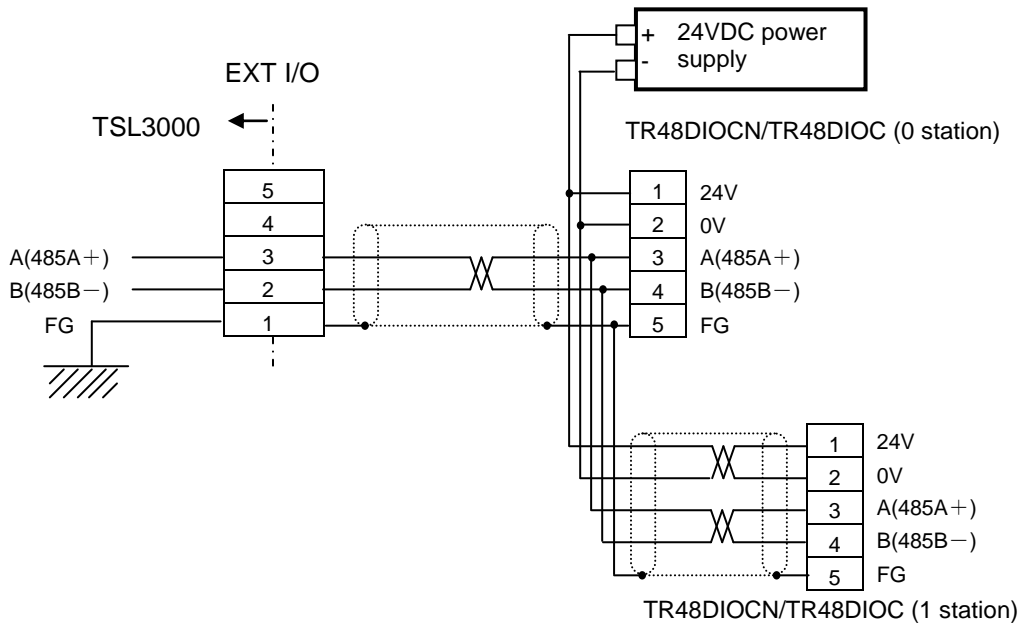 + 24VDC power
- supply
EXT I/O
TSL3000
TR48DIOCN/TR48DIOC (0 station)
5
4
A(485A＋) 3
B(485B－) 2
FG 1
1 24V
2 0V
3 A(485A＋)
4 B(485B－)
5 FG
1 24V
2 0V
3 A(485A＋)
4 B(485B－)
5 FG
TR48DIOCN/TR48DIOC (1 station)